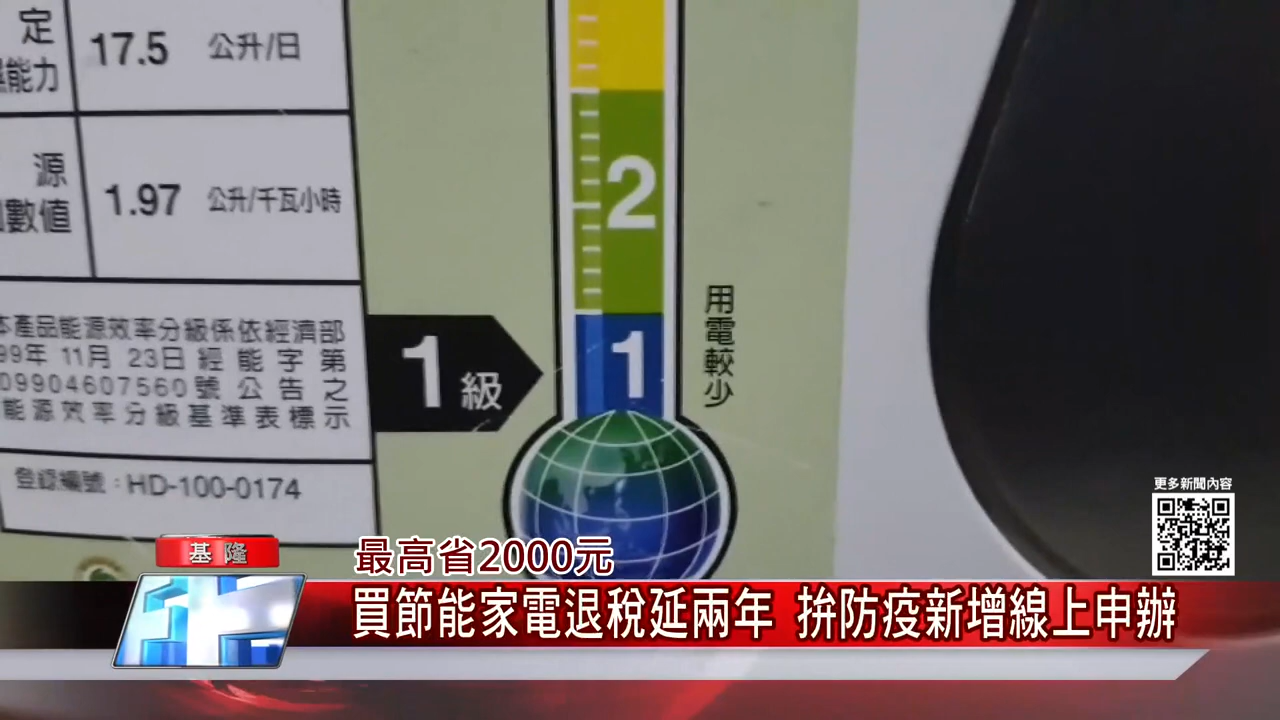 定
能力
17.5 公升/日
源
數值
1.97 公升/千瓦小時
本產品能源效率分級係依經濟部
99年 11月 23日 經 能 字 第
09904607560號 公 告 之
能源效率分級基準表標示
登錄編號：HD-100-0174
1級
2
1
用電較少
更多新聞內容
基隆
最高省2000元
買節能家電退稅延兩年 拚防疫新增線上申辦